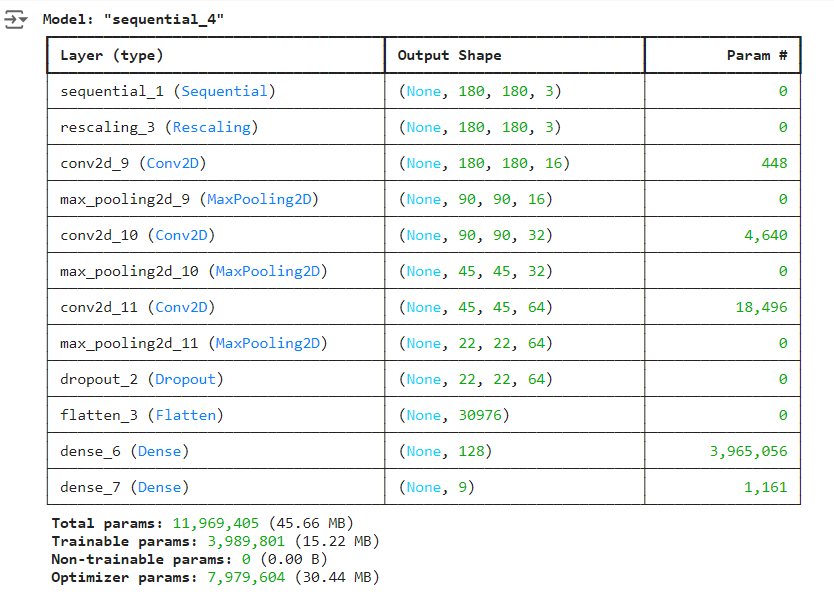 Model: "sequential_4"
Layer (type) Output Shape Param #
sequential_1 (Sequential) (None, 180, 180, 3) 0
rescaling_3 (Rescaling) (None, 180, 180, 3) 0
conv2d_9 (Conv2D) (None, 180, 180, 16) 448
max_pooling2d_9 (MaxPooling2D) (None, 90, 90, 16) 0
conv2d_10 (Conv2D) (None, 90, 90, 32) 4,640
max_pooling2d_10 (MaxPooling2D) (None, 45, 45, 32) 0
conv2d_11 (Conv2D) (None, 45, 45, 64) 18,496
max_pooling2d_11 (MaxPooling2D) (None, 22, 22, 64) 0
dropout_2 (Dropout) (None, 22, 22, 64) 0
flatten_3 (Flatten) (None, 30976) 0
dense_6 (Dense) (None, 128) 3,965,056
dense_7 (Dense) (None, 9) 1,161
Total params: 11,969,405 (45.66 MB)
Trainable params: 3,989,801 (15.22 MB)
Non-trainable params: 0 (0.00 B)
Optimizer params: 7,979,604 (30.44 MB)